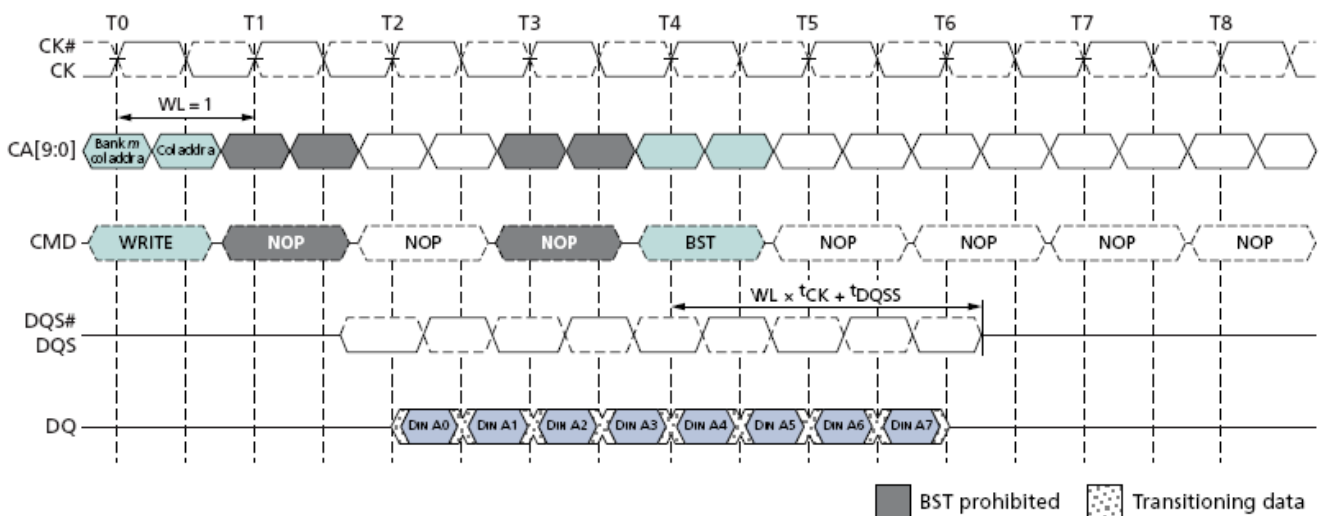 T0 T1 T2 T3 T4 T5 T6 T7 T8
CK#
CK
WL = 1
CA[9:0] Bank m col addr a Col addr a
CMD WRITE NOP NOP NOP BST NOP NOP NOP NOP
WL × tCK + tDQSS
DQS#
DQS
DQ DIN A0 DIN A1 DIN A2 DIN A3 DIN A4 DIN A5 DIN A6 DIN A7
BST prohibited Transitioning data